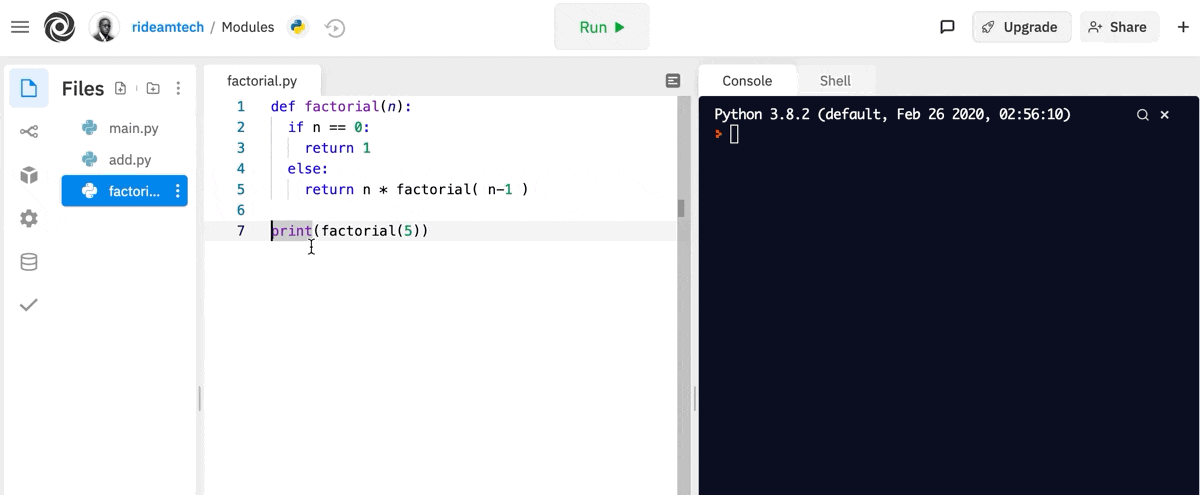 rideamtech / Modules
Run
Upgrade
Share
Files
main.py
add.py
factori...
factorial.py
1 def factorial(n):
2 if n == 0:
3 return 1
4 else:
5 return n * factorial( n-1 )
6
7 print(factorial(5))
Console
Shell
Python 3.8.2 (default, Feb 26 2020, 02:56:10)